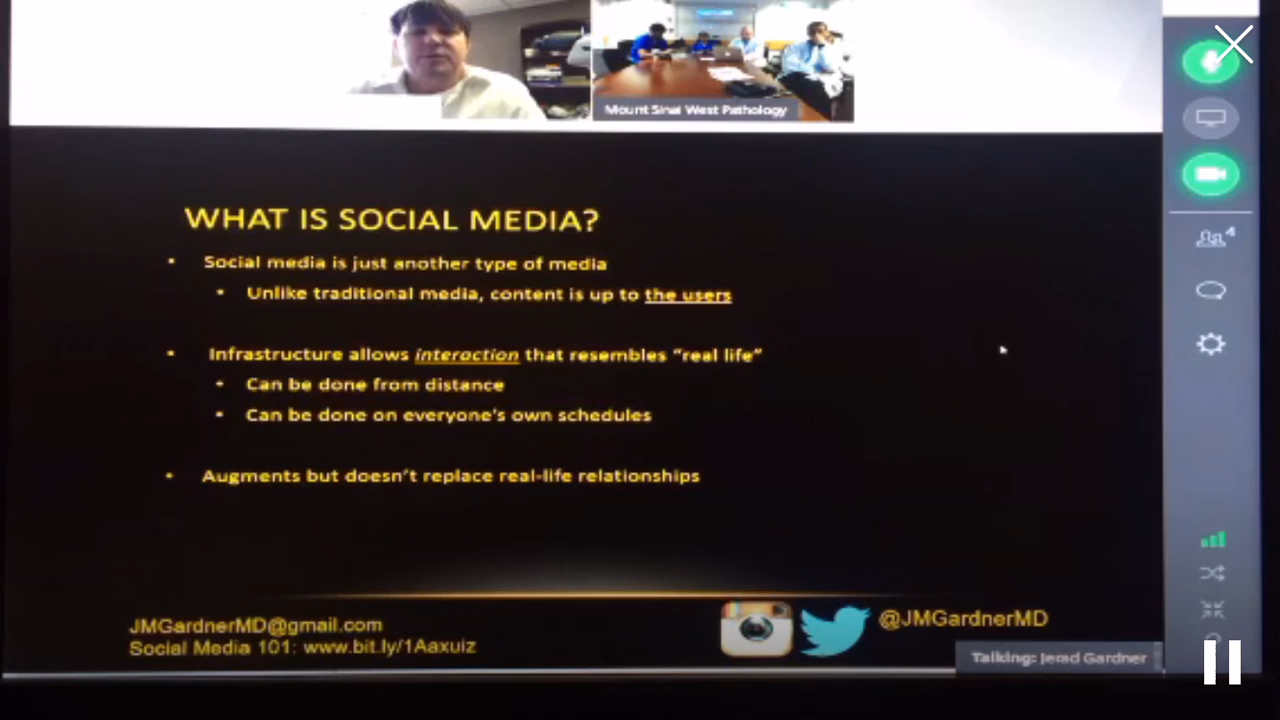 Mount Sinai West Pathology
WHAT IS SOCIAL MEDIA?
• Social media is just another type of media
• Unlike traditional media, content is up to the users
• Infrastructure allows interaction that resembles “real life”
• Can be done from distance
• Can be done on everyone’s own schedules
• Augments but doesn’t replace real-life relationships
JMGardnerMD@gmail.com
Social Media 101: www.bit.ly/1Aaxuiz
@JMGardnerMD
Talking: Jerad Gardner
4